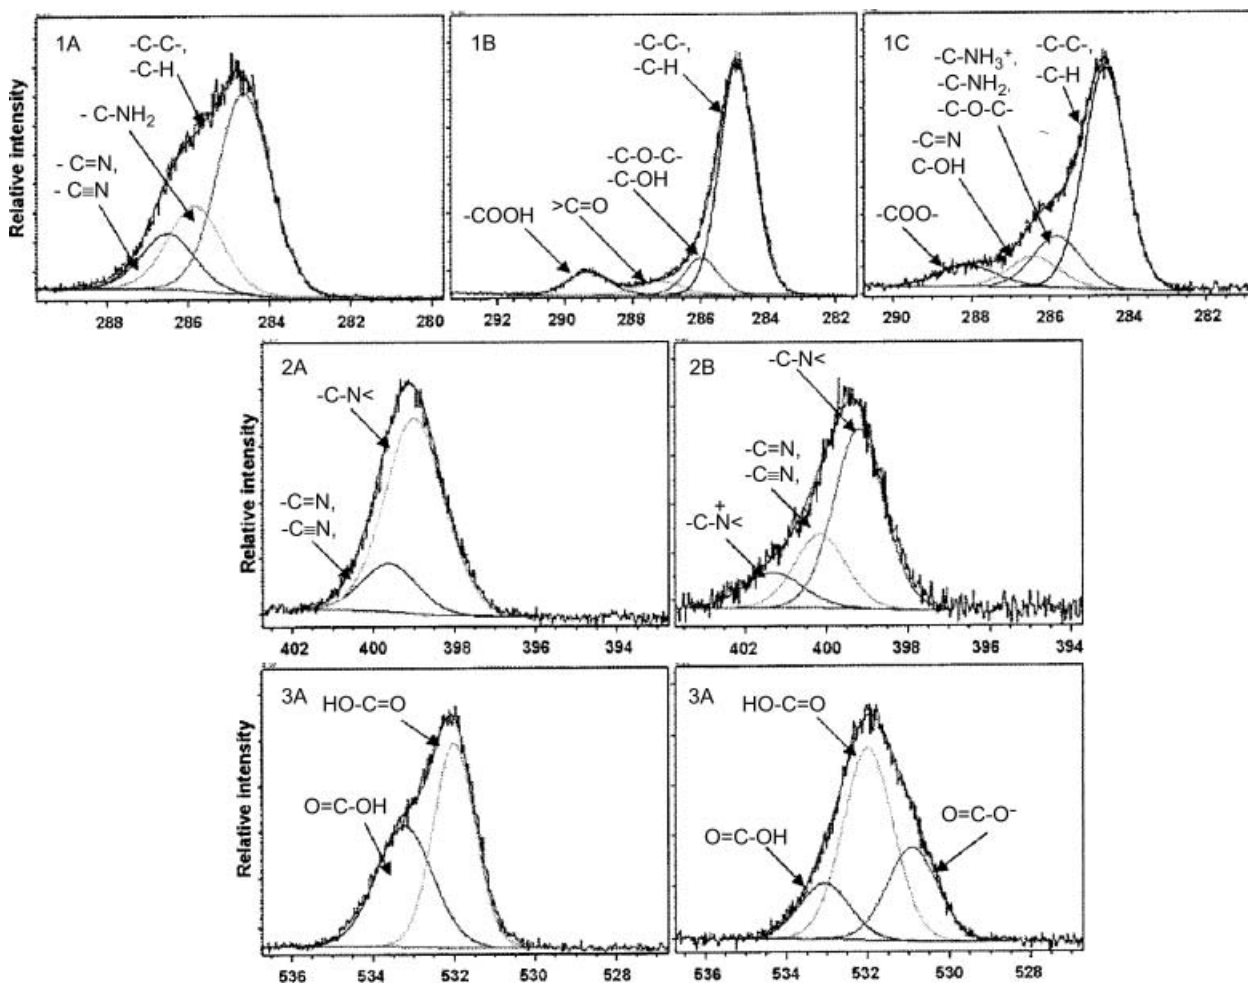 1A
-C-C-,
-C-H
- C-NH2
- C=N,
- C≡N
Relative intensity
288 286 284 282 280
1B
-C-C-,
-C-H
-C-O-C-
-C-OH
>C=O
-COOH
292 290 288 286 284 282
1C
-C-NH3+,
-C-NH2,
-C-O-C-
-C-C-,
-C-H
-C=N
C-OH
-COO-
290 288 286 284 282
2A
-C-N<
-C=N,
-C≡N,
Relative intensity
402 400 398 396 394
2B
-C-N<
-C=N,
-C≡N,
+
-C-N<
402 400 398 396 394
3A
HO-C=O
O=C-OH
Relative intensity
536 534 532 530 528
3A
HO-C=O
O=C-OH
O=C-O-
536 534 532 530 528